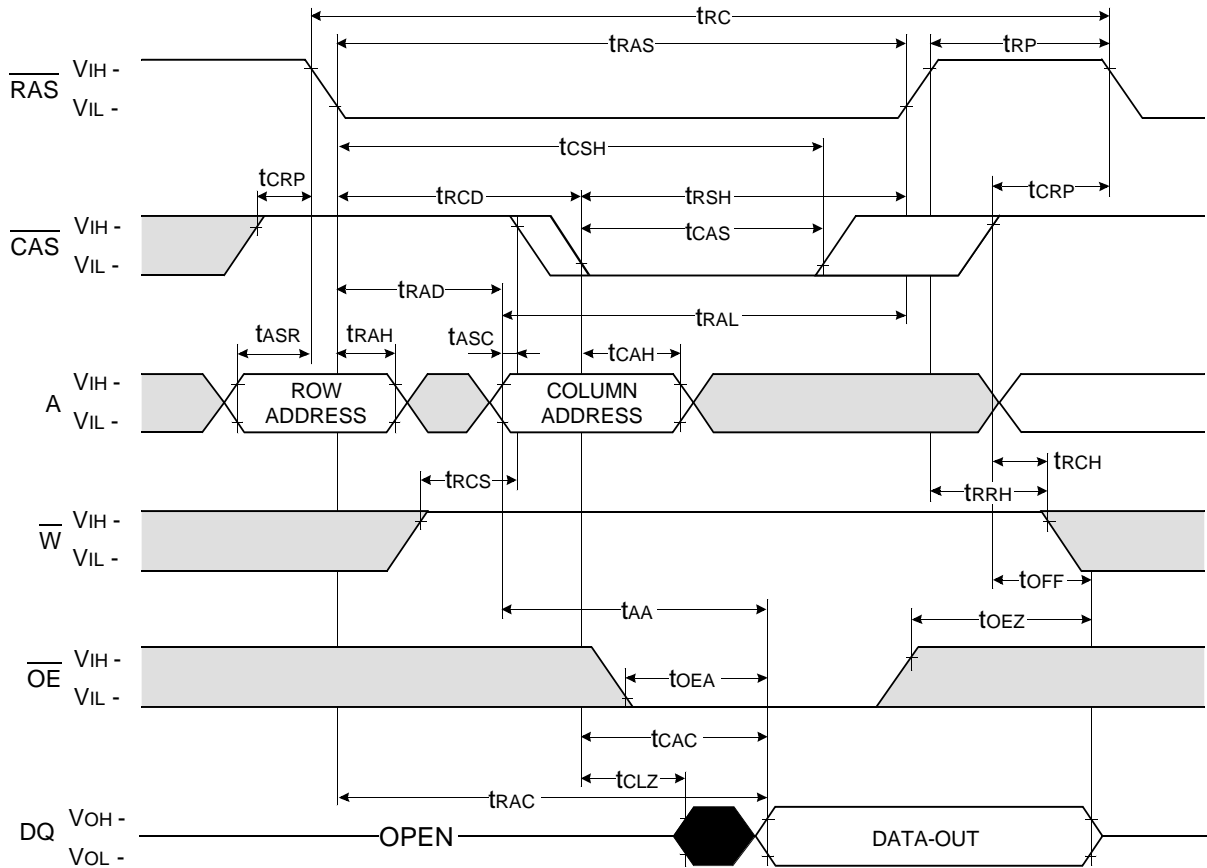 tRC
tRAS
tRP
RAS
VIH -
VIL -
tCSH
tCRP
tRCD
tRSH
tCRP
CAS
VIH -
VIL -
tCAS
tRAD
tRAL
tASR
tRAH
tASC
tCAH
A
VIH -
VIL -
ROW
ADDRESS
COLUMN
ADDRESS
tRCS
tRCH
tRRH
W
VIH -
VIL -
tOFF
tAA
tOEZ
OE
VIH -
VIL -
tOEA
tCAC
tCLZ
tRAC
DQ
VOH -
VOL -
OPEN
DATA-OUT